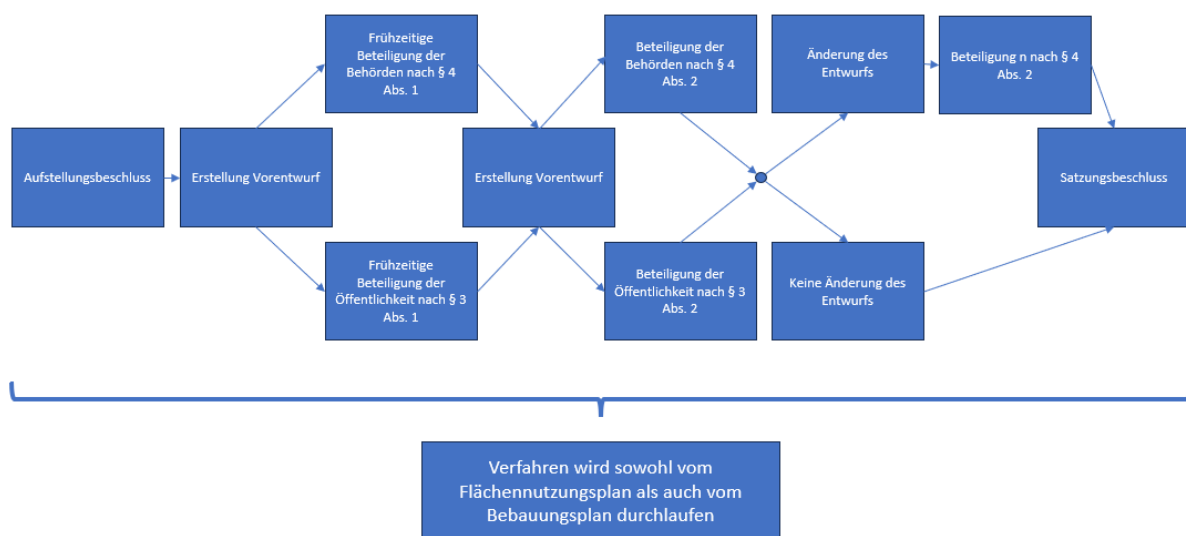 Aufstellungsbeschluss
Erstellung Vorentwurf
Frühzeitige
Beteiligung der
Behörden nach § 4
Abs. 1
Frühzeitige
Beteiligung der
Öffentlichkeit nach § 3
Abs. 1
Erstellung Vorentwurf
Beteiligung der
Behörden nach § 4
Abs. 2
Beteiligung der
Öffentlichkeit nach § 3
Abs. 2
Änderung des
Entwurfs
Keine Änderung des
Entwurfs
Beteiligung n nach § 4
Abs. 2
Satzungsbeschluss
Verfahren wird sowohl vom
Flächennutzungsplan als auch vom
Bebauungsplan durchlaufen